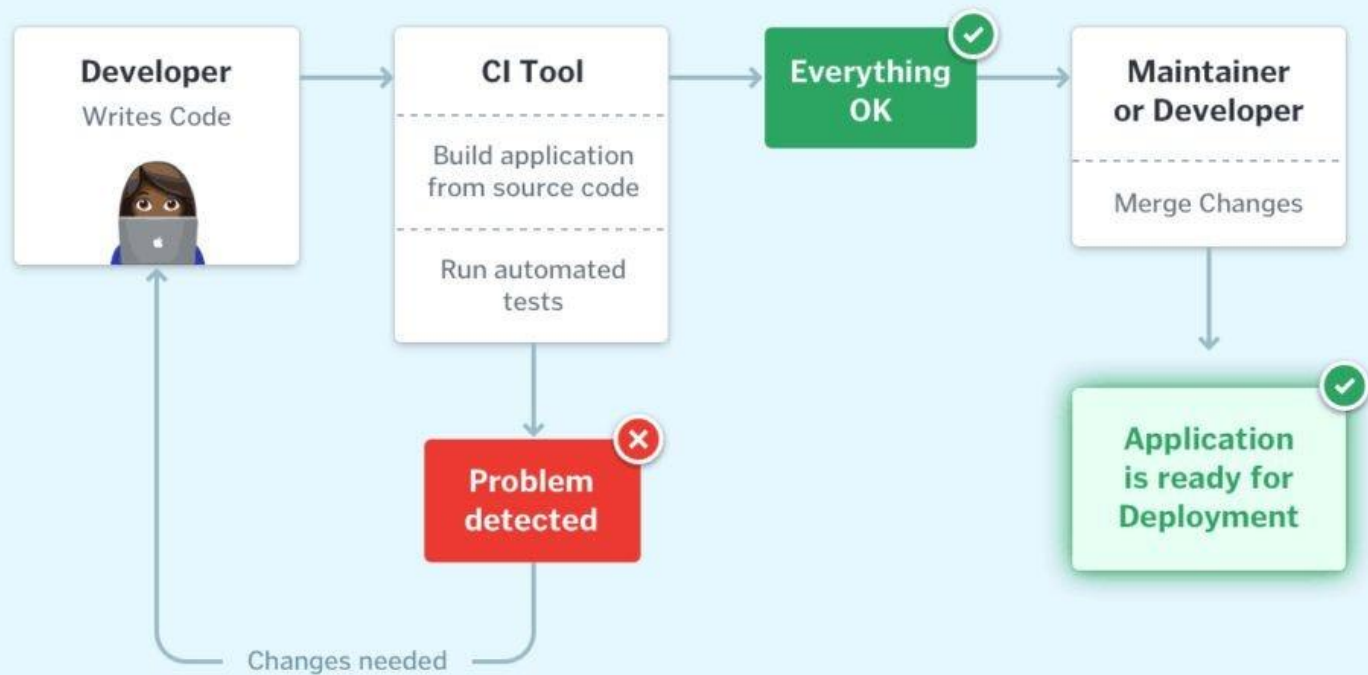 Developer
Writes Code
CI Tool
Build application
from source code
Run automated
tests
Everything
OK
Maintainer
or Developer
Merge Changes
Problem
detected
Application
is ready for
Deployment
Changes needed